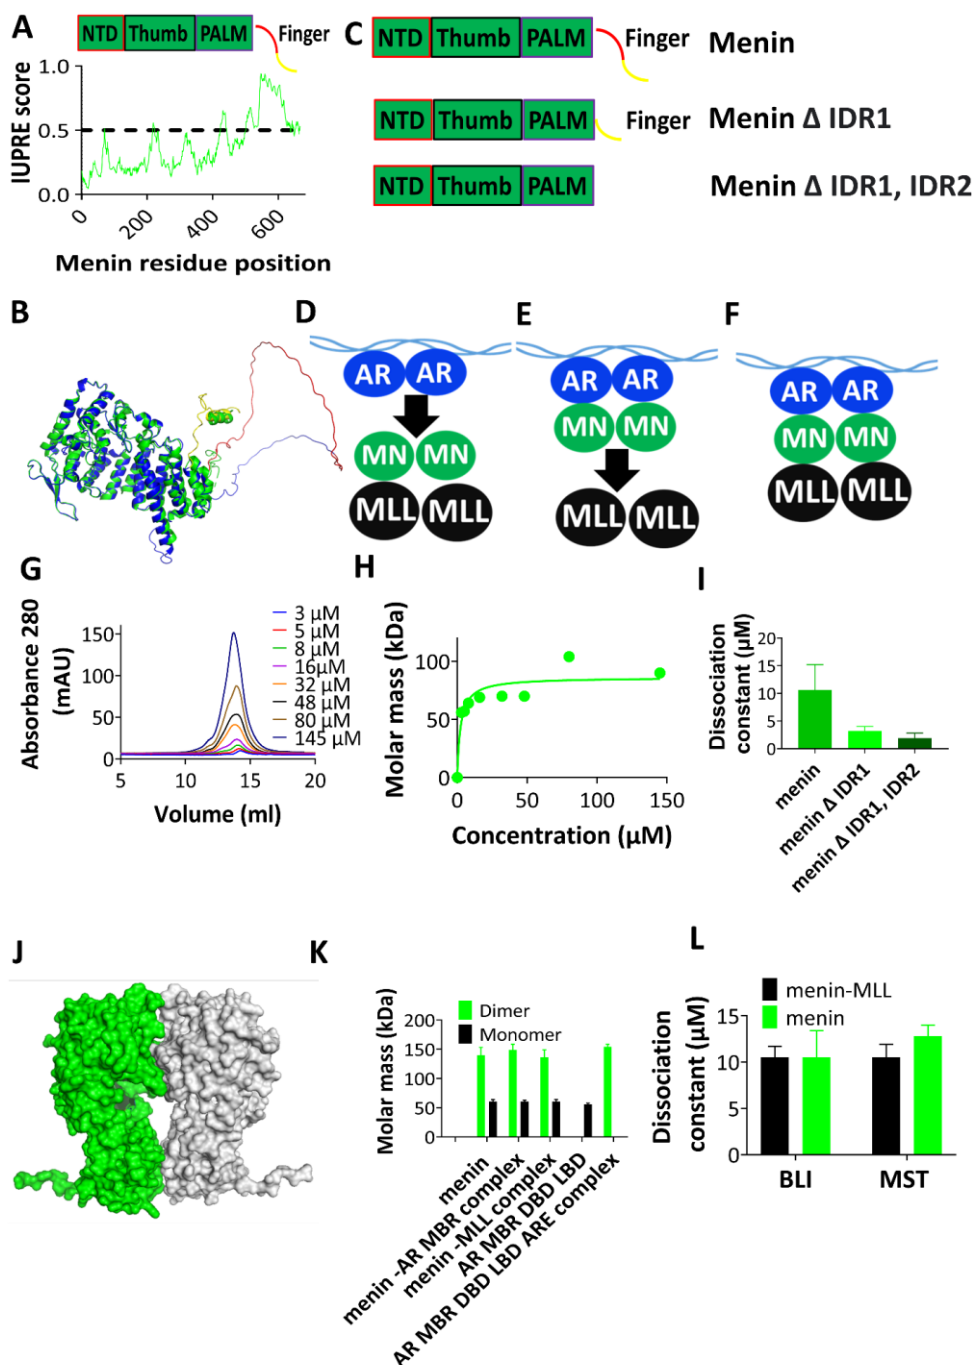 A
NTD Thumb PALM Finger
IUPRE score
1.0
0.5
0.0
0 200 400 600
Menin residue position
C
NTD Thumb PALM Finger Menin
NTD Thumb PALM Finger Menin Δ IDR1
NTD Thumb PALM Menin Δ IDR1, IDR2
B
D
AR AR
MN MN
MLL MLL
E
AR AR
MN MN
MLL MLL
F
AR AR
MN MN
MLL MLL
G
Absorbance 280
(mAU)
150
100
50
0
5 10 15 20
Volume (ml)
3 µM
5 µM
8 µM
16µM
32 µM
48 µM
80 µM
145 µM
H
Molar mass (kDa)
100
50
0
0 50 100 150
Concentration (µM)
I
Dissociation
constant (µM)
20
15
10
5
0
menin
menin Δ IDR1
menin Δ IDR1, IDR2
J
K
Molar mass (kDa)
200
150
100
50
0
Dimer
Monomer
menin
menin -AR MBR complex
menin -MLL complex
AR MBR DBD LBD
AR MBR DBD LBD ARE complex
L
Dissociation
constant (µM)
15
10
5
0
menin-MLL
menin
BLI MST